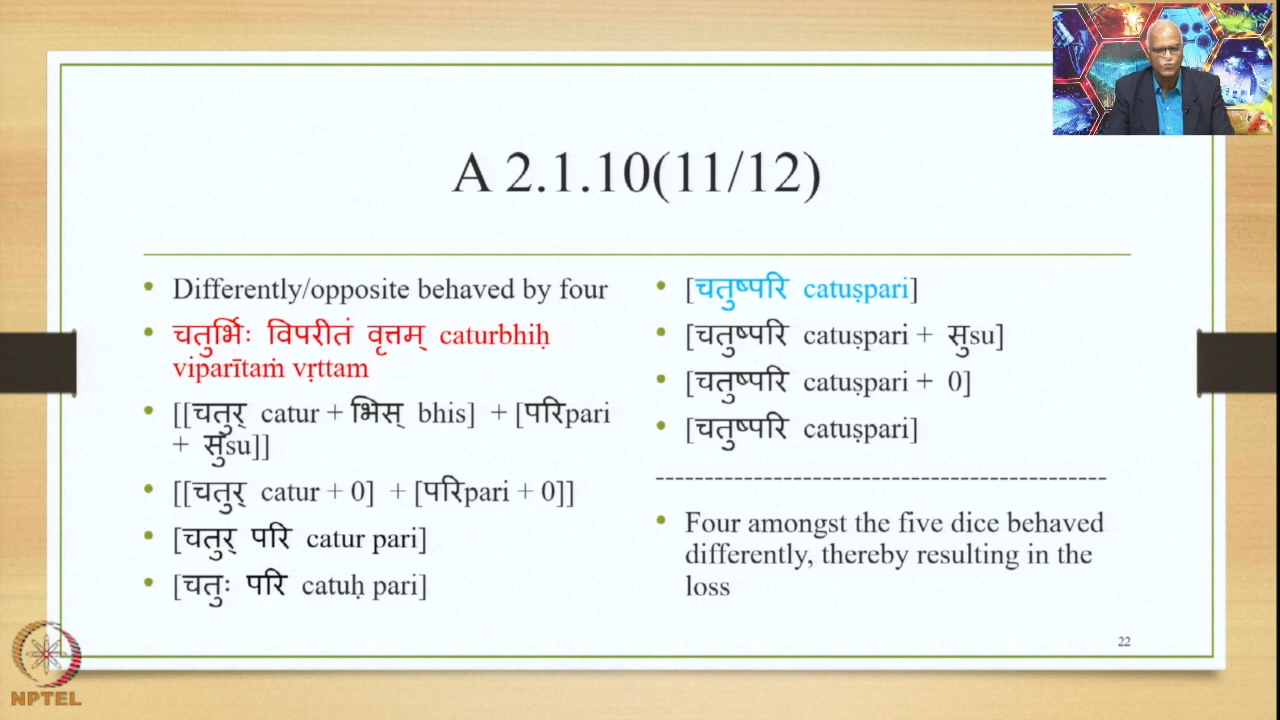 A 2.1.10(11/12)
• Differently/opposite behaved by four
• चतुर्भिः विपरीतं वृत्तम् caturbhiḥ
viparītaṁ vṛttam
• [[चतुर् catur + भिस् bhis] + [परिpari
+ सुsu]]
• [[चतुर् catur + 0] + [परिpari + 0]]
• [चतुर् परि catur pari]
• [चतुः परि catuḥ pari]
• [चतुष्परि catuṣpari]
• [चतुष्परि catuṣpari + सुsu]
• [चतुष्परि catuṣpari + 0]
• [चतुष्परि catuṣpari]
----------------------------------------------
• Four amongst the five dice behaved
differently, thereby resulting in the
loss
22
NPTEL